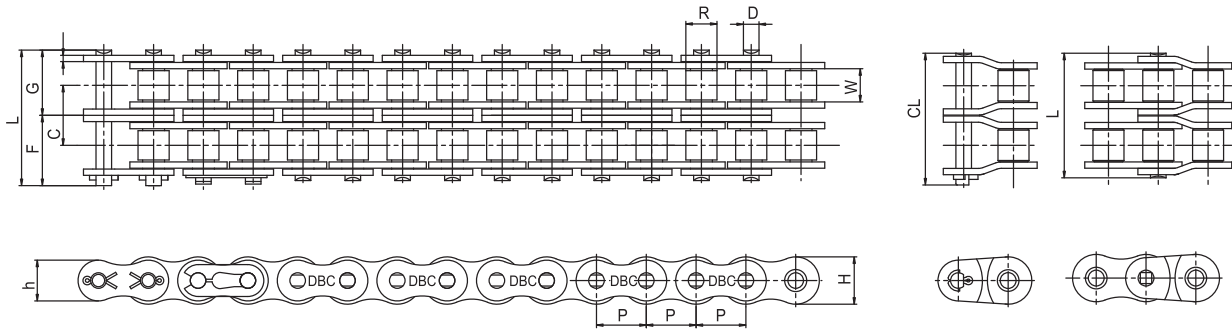 R D
L G F C W CL L
h DBC DBC DBC DBC DBC H
P P P